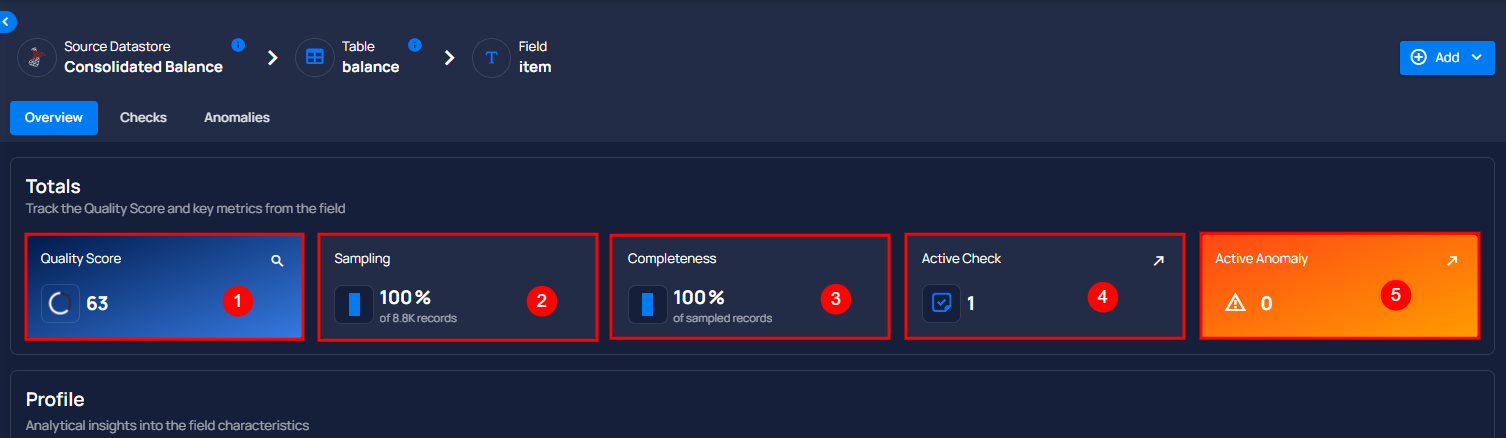 Source Datastore
Consolidated Balance
Table
balance
Field
item
Add
Overview
Checks
Anomalies
Totals
Track the Quality Score and key metrics from the field
Quality Score
63
1
Sampling
100%
of 8.8K records
2
Completeness
100%
of sampled records
3
Active Check
1
4
Active Anomaly
0
5
Profile
Analytical insights into the field characteristics